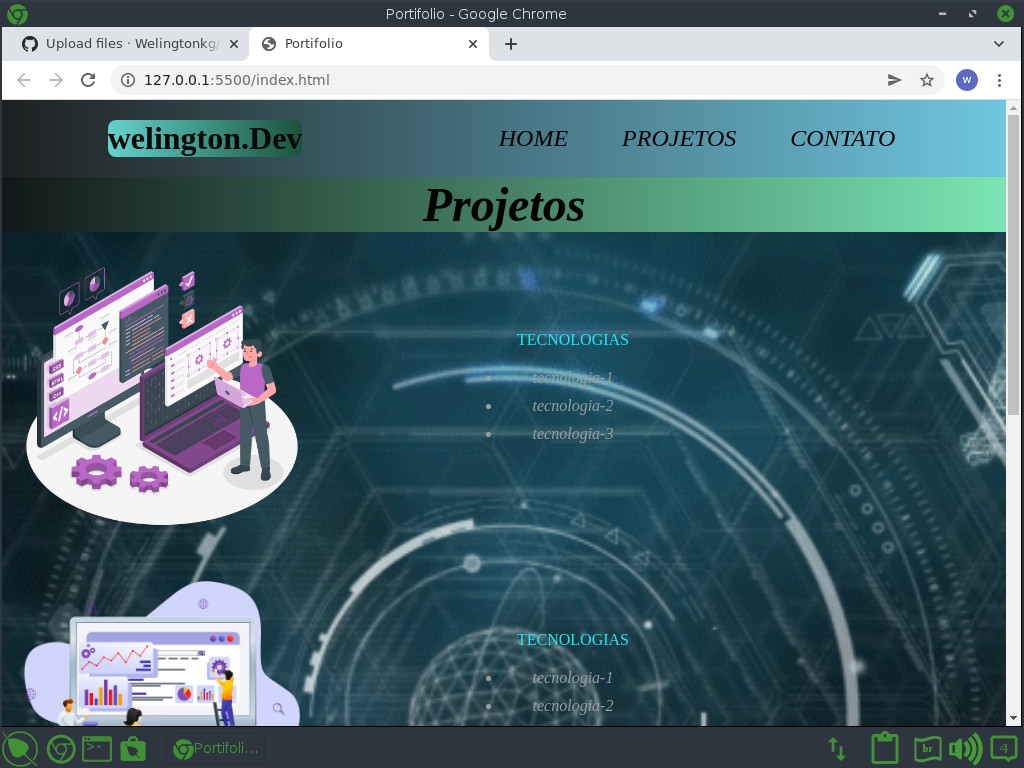 Portifolio - Google Chrome
Upload files · Welingtonkg/
Portifolio
127.0.0.1:5500/index.html
W
welington.Dev
HOME
PROJETOS
CONTATO
Projetos
TECNOLOGIAS
tecnologia-1
tecnologia-2
tecnologia-3
TECNOLOGIAS
tecnologia-1
tecnologia-2
Portifoli...
br
4